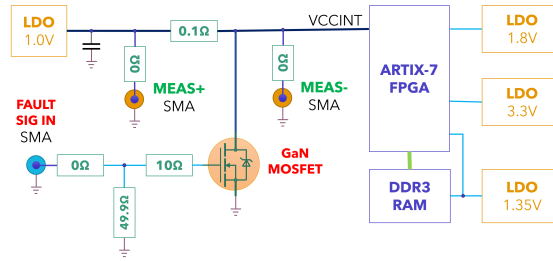 LDO
1.0V
0.1Ω
VCCINT
0Ω
MEAS+
SMA
0Ω
MEAS-
SMA
ARTIX-7
FPGA
LDO
1.8V
LDO
3.3V
FAULT
SIG IN
SMA
0Ω
10Ω
GaN
MOSFET
49.9Ω
DDR3
RAM
LDO
1.35V